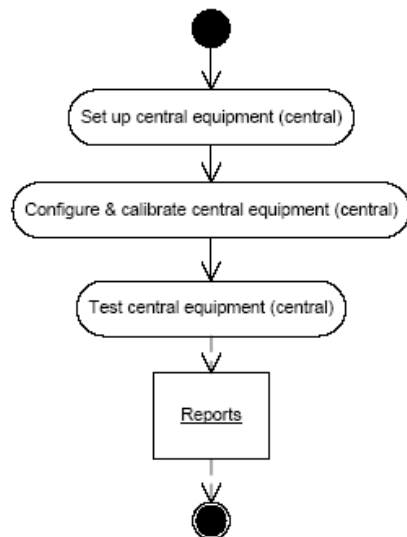 Set up central equipment (central)
Configure & calibrate central equipment (central)
Test central equipment (central)
Reports